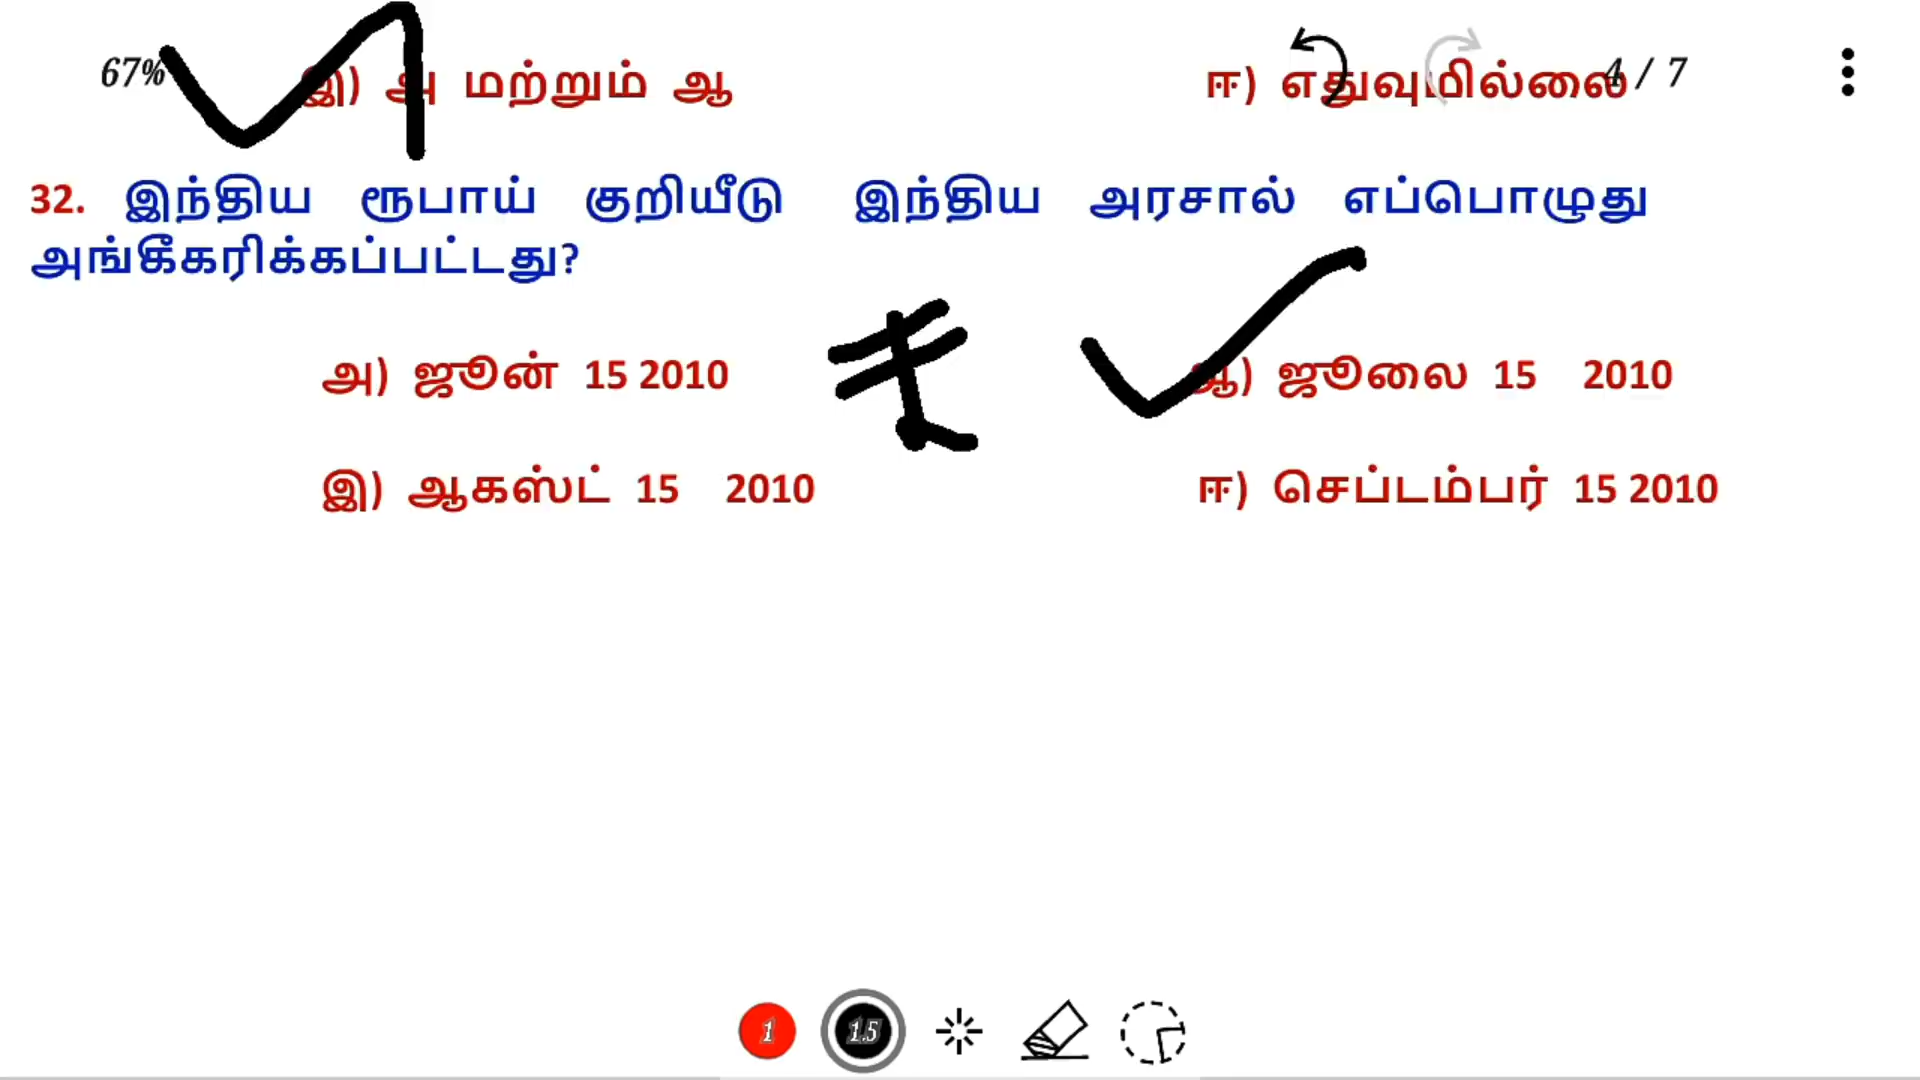 67% இ) அ மற்றும் ஆ ஈ) எதுவுமில்லை 4 / 7
32. இந்திய ரூபாய் குறியீடு இந்திய அரசால் எப்பொழுது
அங்கீகரிக்கப்பட்டது?
அ) ஜூன் 15 2010 ₹ ஆ) ஜூலை 15 2010
இ) ஆகஸ்ட் 15 2010 ஈ) செப்டம்பர் 15 2010
1 1.5